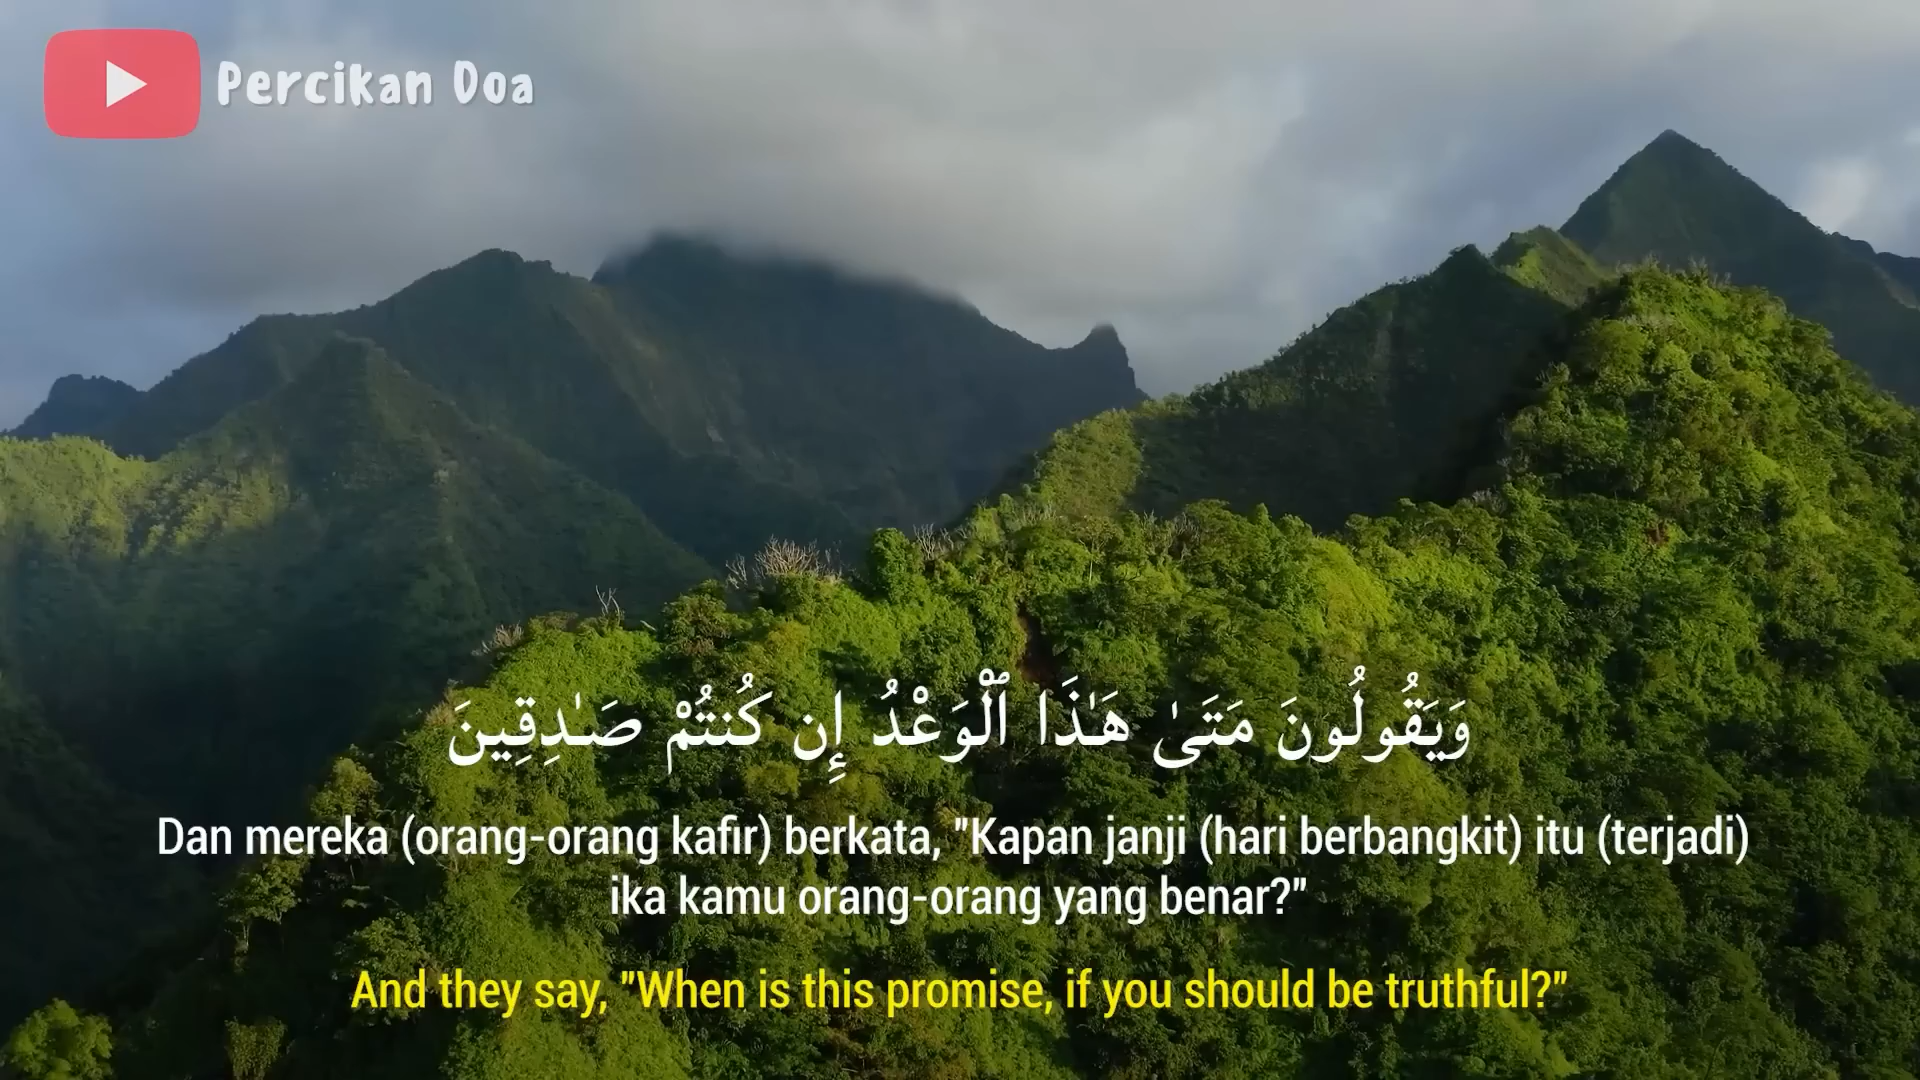 Percikan Doa
وَيَقُولُونَ مَتَىٰ هَـٰذَا ٱلْوَعْدُ إِن كُنتُمْ صَـٰدِقِينَ
Dan mereka (orang-orang kafir) berkata, "Kapan janji (hari berbangkit) itu (terjadi)
ika kamu orang-orang yang benar?"
And they say, "When is this promise, if you should be truthful?"